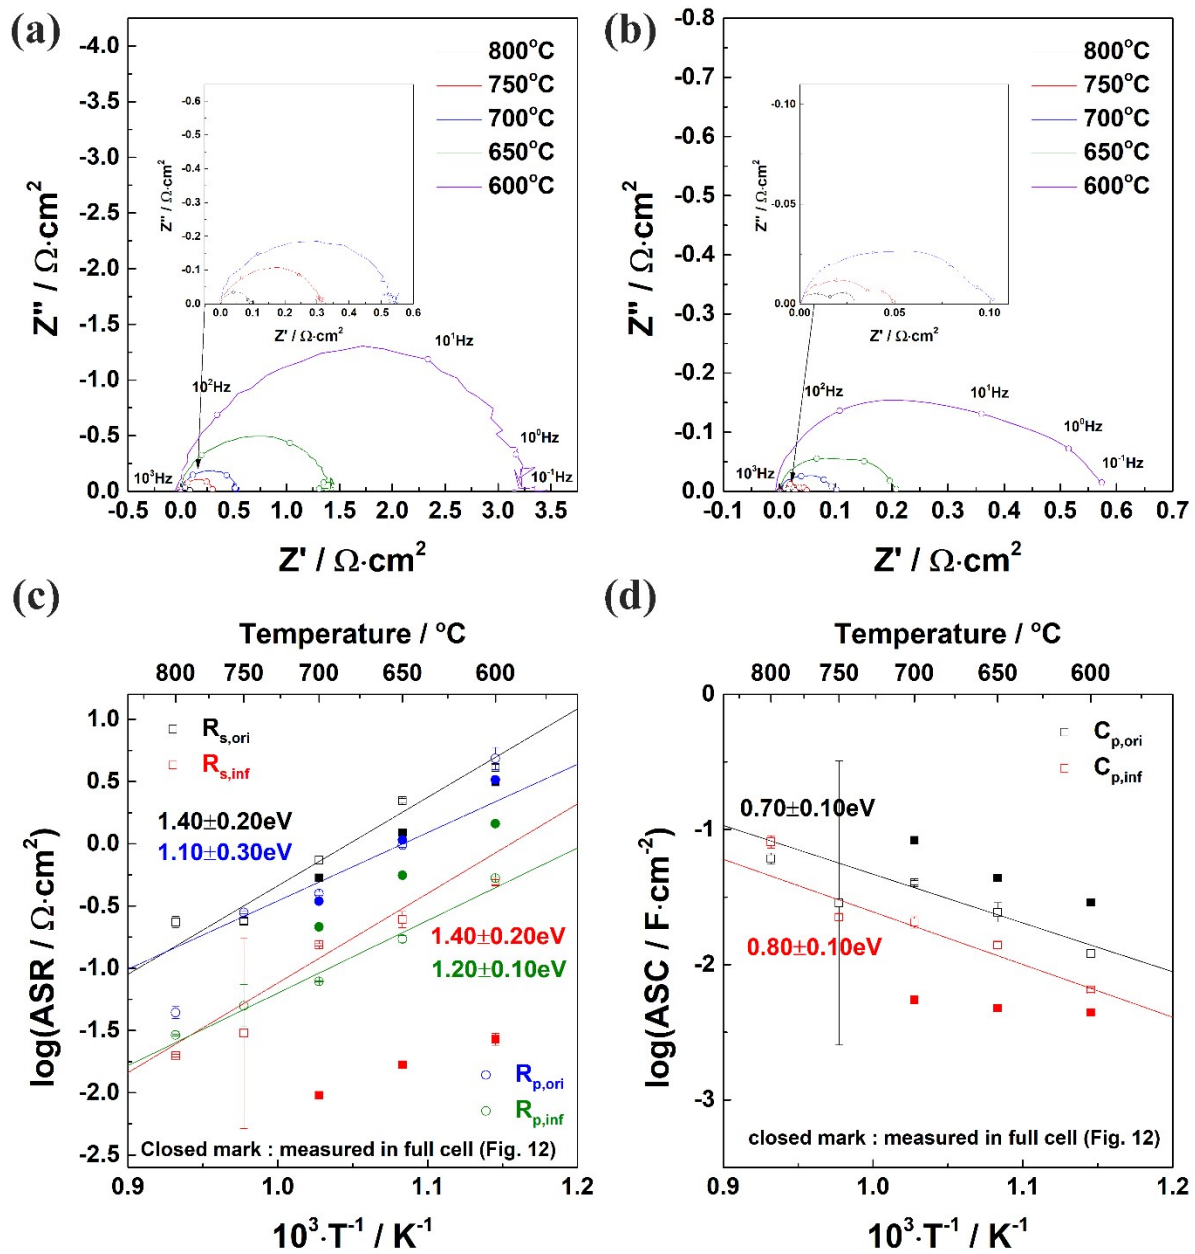 (a)
-4.0
-3.5
-3.0
-2.5
-2.0
-1.5
-1.0
-0.5
0.0
Z'' / Ω·cm²
800°C
750°C
700°C
650°C
600°C
-0.6
-0.5
-0.4
-0.3
-0.2
-0.1
0.0
Z'' / Ω·cm²
0.0 0.1 0.2 0.3 0.4 0.5 0.6
Z' / Ω·cm²
10³Hz
10²Hz
10¹Hz
10⁰Hz
10⁻¹Hz
-0.5 0.0 0.5 1.0 1.5 2.0 2.5 3.0 3.5
Z' / Ω·cm²
(b)
-0.8
-0.8
-0.7
-0.6
-0.5
-0.4
-0.3
-0.2
-0.2
-0.1
-0.0
0.0
Z'' / Ω·cm²
800°C
750°C
700°C
650°C
600°C
-0.10
-0.05
0.00
Z'' / Ω·cm²
0.00 0.05 0.10
Z' / Ω·cm²
10³Hz
10²Hz
10¹Hz
10⁰Hz
10⁻¹Hz
-0.1 0.0 0.1 0.2 0.3 0.4 0.5 0.6 0.7
Z' / Ω·cm²
(c)
Temperature / °C
800 750 700 650 600
1.0
0.5
0.0
-0.5
-1.0
-1.5
-2.0
-2.5
log(ASR / Ω·cm²)
R s,ori
R s,inf
1.40±0.20eV
1.10±0.30eV
1.40±0.20eV
1.20±0.10eV
R p,ori
R p,inf
Closed mark : measured in full cell (Fig. 12)
0.9 1.0 1.1 1.2
10³·T⁻¹ / K⁻¹
(d)
Temperature / °C
800 750 700 650 600
0
-1
-2
-3
log(ASC / F·cm⁻²)
C p,ori
C p,inf
0.70±0.10eV
0.80±0.10eV
closed mark : measured in full cell (Fig. 12)
0.9 1.0 1.1 1.2
10³·T⁻¹ / K⁻¹